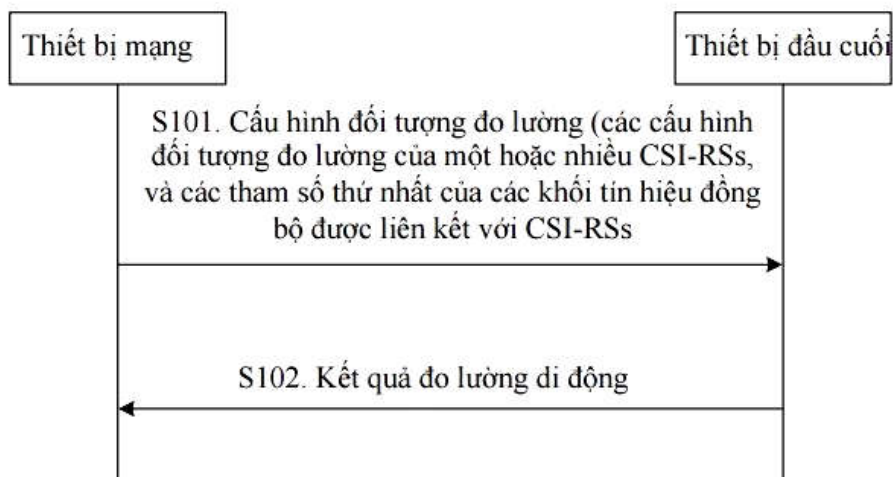 Thiết bị mạng
Thiết bị đầu cuối
S101. Cấu hình đối tượng đo lường (các cấu hình
đối tượng đo lường của một hoặc nhiều CSI-RSs,
và các tham số thứ nhất của các khối tín hiệu đồng
bộ được liên kết với CSI-RSs
S102. Kết quả đo lường di động